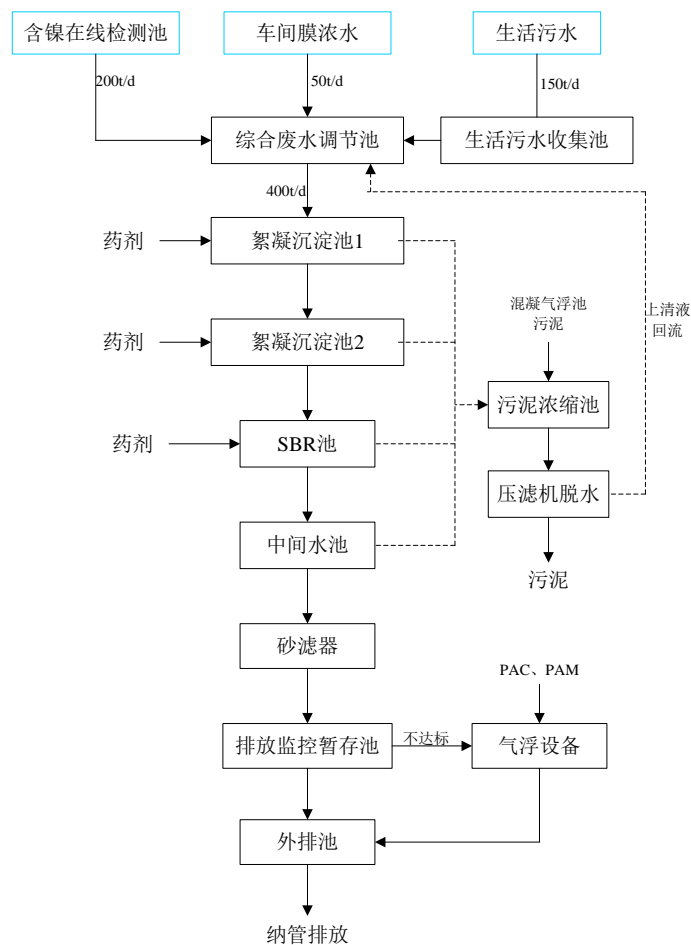 含镍在线检测池
车间膜浓水
生活污水
200t/d
50t/d
150t/d
综合废水调节池
生活污水收集池
400t/d
药剂
絮凝沉淀池1
混凝气浮池
污泥
上清液
回流
药剂
絮凝沉淀池2
污泥浓缩池
药剂
SBR池
压滤机脱水
中间水池
污泥
砂滤器
PAC、PAM
排放监控暂存池
不达标
气浮设备
外排池
纳管排放